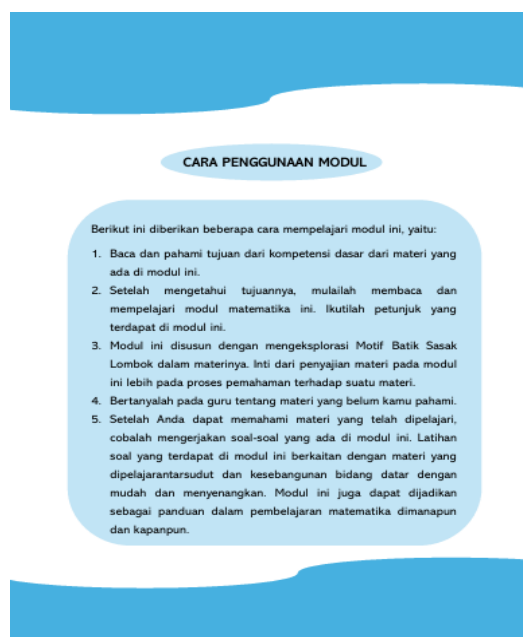 CARA PENGGUNAAN MODUL
Berikut ini diberikan beberapa cara mempelajari modul ini, yaitu:
1. Baca dan pahami tujuan dari kompetensi dasar dari materi yang
ada di modul ini.
2. Setelah mengetahui tujuannya, mulailah membaca dan
mempelajari modul matematika ini. Ikutilah petunjuk yang
terdapat di modul ini.
3. Modul ini disusun dengan mengeksplorasi Motif Batik Sasak
Lombok dalam materinya. Inti dari penyajian materi pada modul
ini lebih pada proses pemahaman terhadap suatu materi.
4. Bertanyalah pada guru tentang materi yang belum kamu pahami.
5. Setelah Anda dapat memahami materi yang telah dipelajari,
cobalah mengerjakan soal-soal yang ada di modul ini. Latihan
soal yang terdapat di modul ini berkaitan dengan materi yang
dipelajarantarsudut dan kesebangunan bidang datar dengan
mudah dan menyenangkan. Modul ini juga dapat dijadikan
sebagai panduan dalam pembelajaran matematika dimanapun
dan kapanpun.